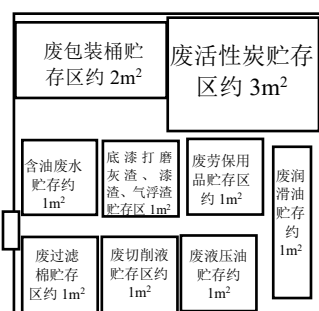 废包装桶贮
存区约 2m²
废活性炭贮存
区约 3m²
含油废水
贮存约
1m²
底漆打磨
灰渣、漆
渣、气浮渣
贮存区 1m²
废劳保用
品贮存区
约 1m²
废润
滑油
贮存
约
1m²
废过滤
棉贮存
区约 1m²
废切削液
贮存区约
1m²
废液压油
贮存约
1m²